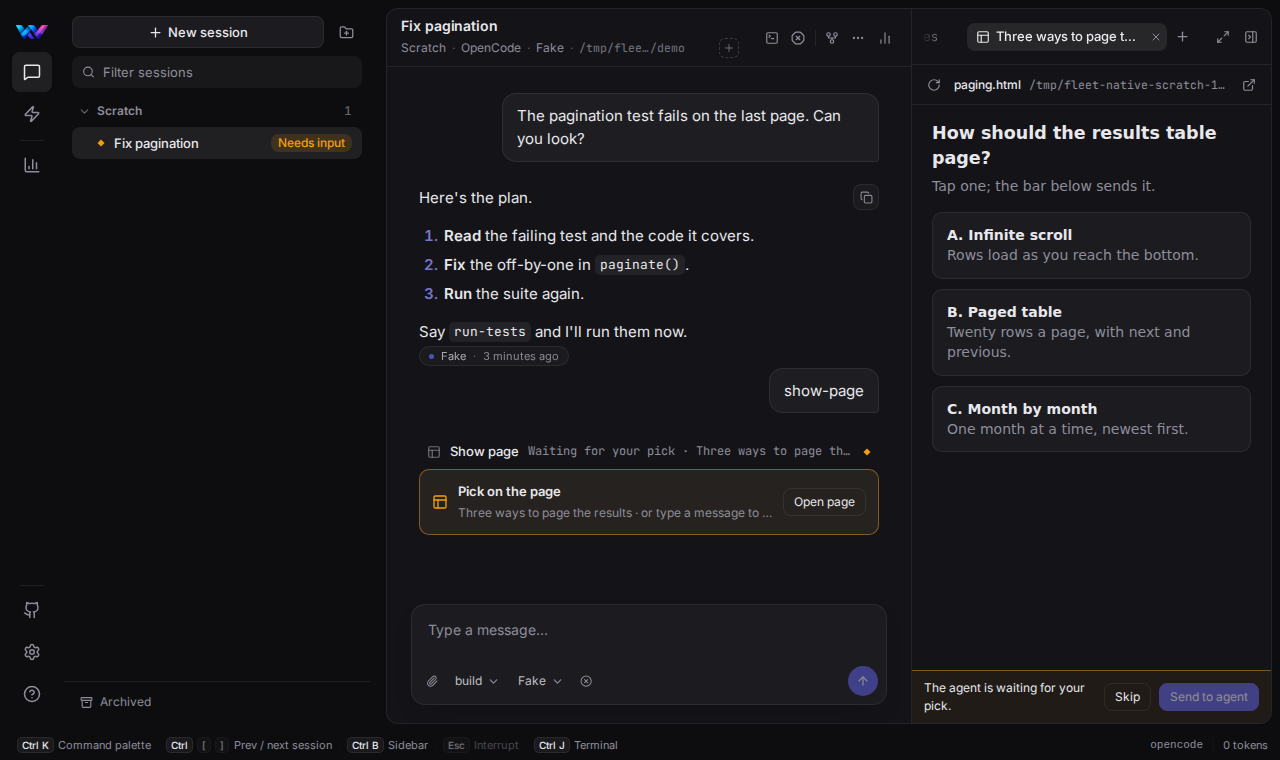 New session
Filter sessions
Scratch 1
Fix pagination Needs input
Archived
Fix pagination
Scratch · OpenCode · Fake · /tmp/flee…/demo
The pagination test fails on the last page. Can
you look?
Here's the plan.
1. Read the failing test and the code it covers.
2. Fix the off-by-one in paginate().
3. Run the suite again.
Say run-tests and I'll run them now.
Fake · 3 minutes ago
show-page
Show page Waiting for your pick · Three ways to page th…
Pick on the page
Three ways to page the results · or type a message to …
Open page
Type a message...
build Fake
es Three ways to page t...
paging.html /tmp/fleet-native-scratch-1…
How should the results table
page?
Tap one; the bar below sends it.
A. Infinite scroll
Rows load as you reach the bottom.
B. Paged table
Twenty rows a page, with next and
previous.
C. Month by month
One month at a time, newest first.
The agent is waiting for your
pick.
Skip Send to agent
Ctrl K Command palette Ctrl [ ] Prev / next session Ctrl B Sidebar Esc Interrupt Ctrl J Terminal
opencode 0 tokens